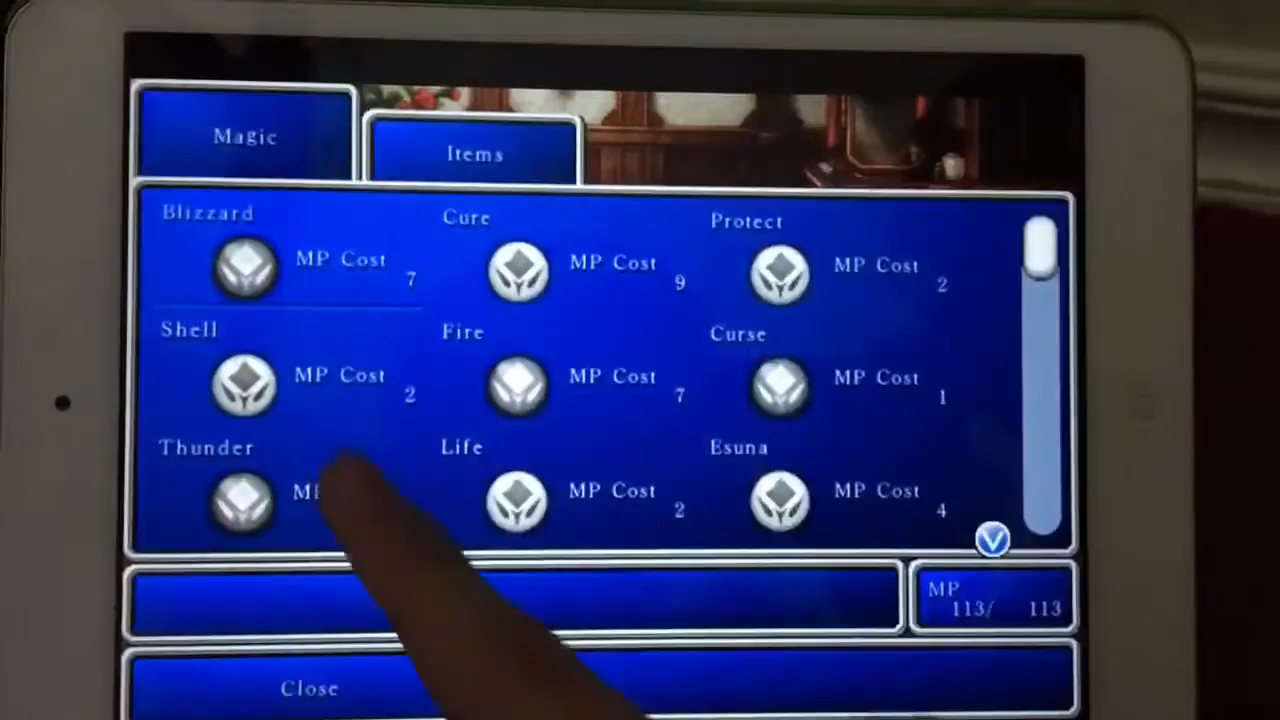 Magic
Items
Blizzard
MP Cost
7
Cure
MP Cost
9
Protect
MP Cost
2
Shell
MP Cost
2
Fire
MP Cost
7
Curse
MP Cost
1
Thunder
Life
MP Cost
2
Esuna
MP Cost
4
MP
113/ 113
Close